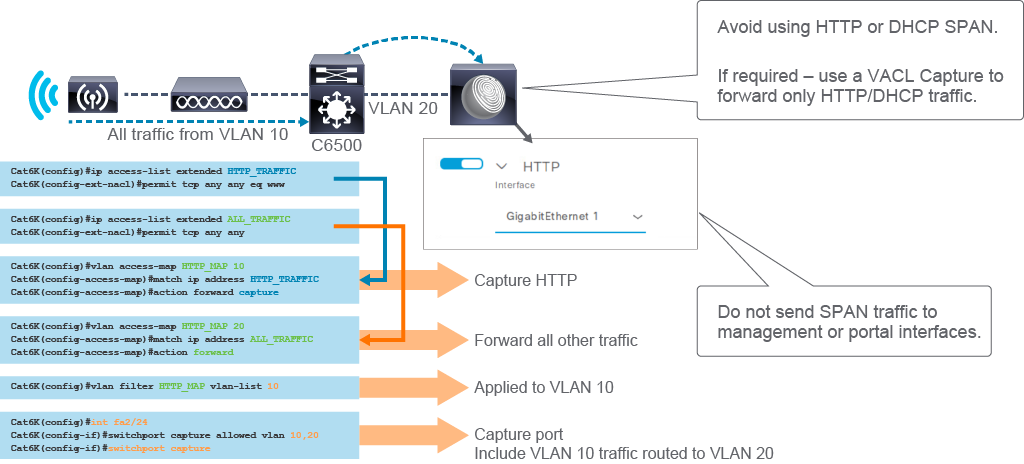 Avoid using HTTP or DHCP SPAN.
If required – use a VACL Capture to
forward only HTTP/DHCP traffic.
VLAN 20
All traffic from VLAN 10
C6500
HTTP
Interface
GigabitEthernet 1
Cat6K(config)#ip access-list extended HTTP_TRAFFIC
Cat6K(config-ext-nacl)#permit tcp any any eq www
Cat6K(config)#ip access-list extended ALL_TRAFFIC
Cat6K(config-ext-nacl)#permit tcp any any
Cat6K(config)#vlan access-map HTTP_MAP 10
Cat6K(config-access-map)#match ip address HTTP_TRAFFIC
Cat6K(config-access-map)#action forward capture
Capture HTTP
Do not send SPAN traffic to
management or portal interfaces.
Cat6K(config)#vlan access-map HTTP_MAP 20
Cat6K(config-access-map)#match ip address ALL_TRAFFIC
Cat6K(config-access-map)#action forward
Forward all other traffic
Cat6K(config)#vlan filter HTTP_MAP vlan-list 10
Applied to VLAN 10
Cat6K(config)#int fa2/24
Cat6K(config-if)#switchport capture allowed vlan 10,20
Cat6K(config-if)#switchport capture
Capture port
Include VLAN 10 traffic routed to VLAN 20